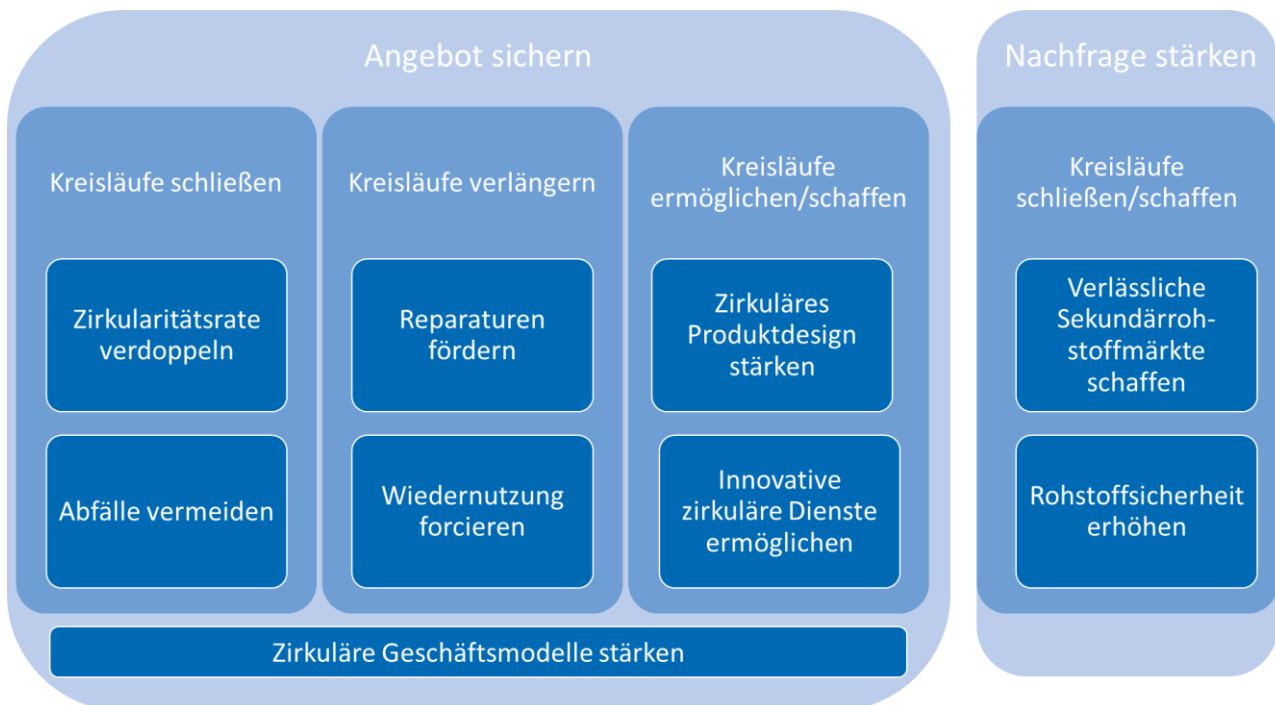 Angebot sichern
Kreisläufe schließen
Zirkularitätsrate
verdoppeln
Abfälle vermeiden
Kreisläufe verlängern
Reparaturen
fördern
Wiedernutzung
forcieren
Kreisläufe
ermöglichen/schaffen
Zirkuläres
Produktdesign
stärken
Innovative
zirkuläre Dienste
ermöglichen
Zirkuläre Geschäftsmodelle stärken
Nachfrage stärken
Kreisläufe
schließen/schaffen
Verlässliche
Sekundärroh-
stoffmärkte
schaffen
Rohstoffsicherheit
erhöhen